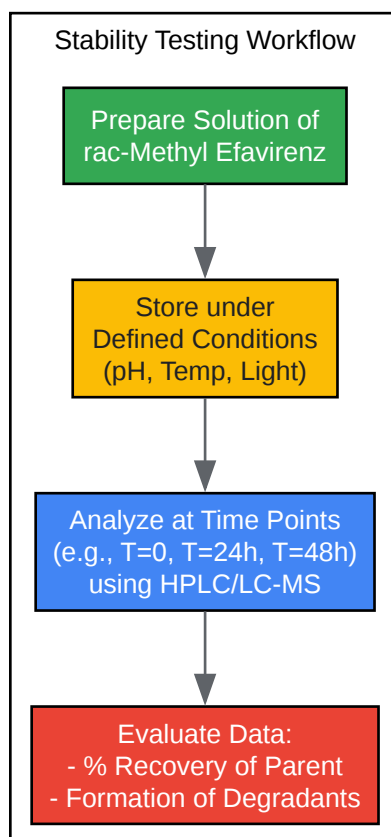 Stability Testing Workflow
Prepare Solution of
rac-Methyl Efavirenz
Store under
Defined Conditions
(pH, Temp, Light)
Analyze at Time Points
(e.g., T=0, T=24h, T=48h)
using HPLC/LC-MS
Evaluate Data:
- % Recovery of Parent
- Formation of Degradants